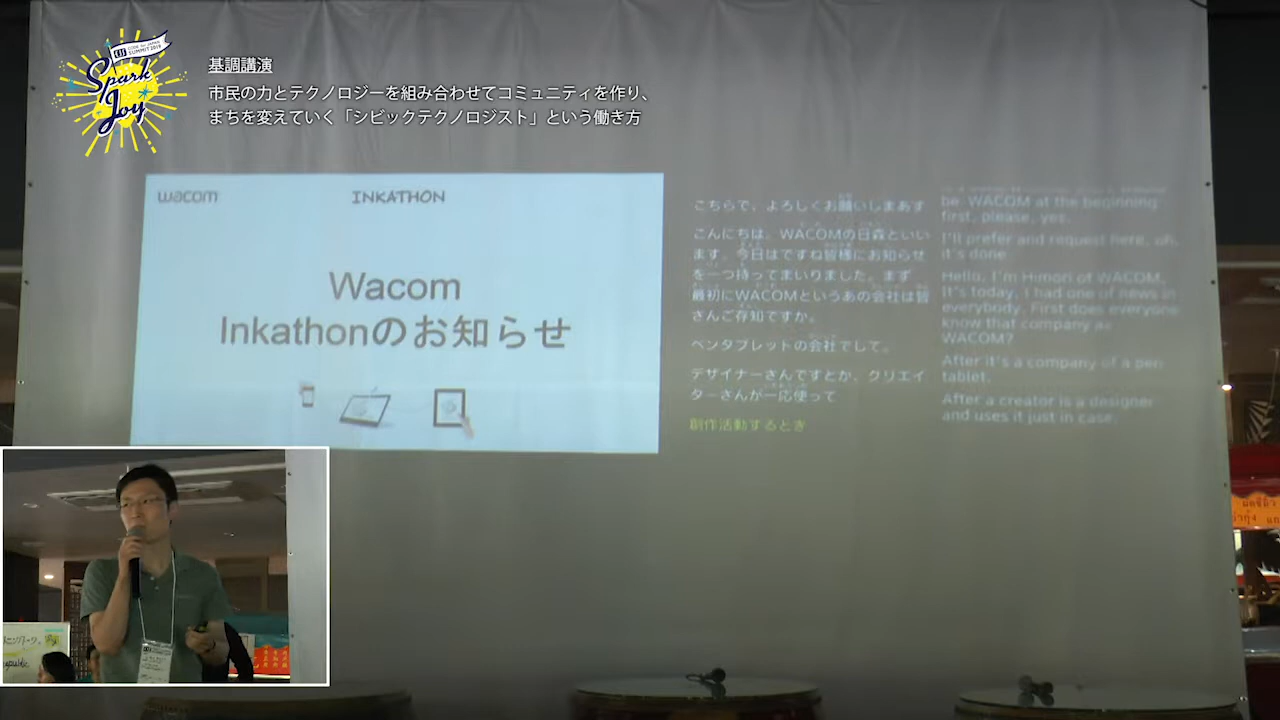 CODE for JAPAN
SUMMIT 2019
Spark
Joy
基調講演
市民の力とテクノロジーを組み合わせてコミュニティを作り、
まちを変えていく「シビックテクノロジスト」という働き方
wacom
INKATHON
Wacom
Inkathonのお知らせ
こちらで、よろしくお願いしまあす
こんにちは。WACOMの日森といい
ます。今日はですね皆様にお知らせ
を一つ持ってまいりました。まず
最初にWACOMというあの会社は皆
さんご存知ですか。
ペンタブレットの会社でして。
デザイナーさんですとか、クリエイ
ターさんが一応使って
創作活動するとき
be. WACOM at the beginning
first, please, yes.
I'll prefer and request here, oh,
it's done
Hello, I'm Himori of WACOM.
It's today, I had one of news in
everybody. First does everyone
know that company as
WACOM?
After it's a company of a pen
tablet.
After a creator is a designer
and uses it just in case.